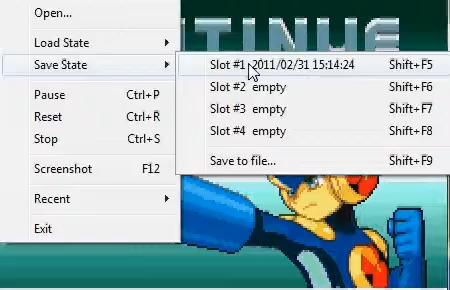 Open...
TINUE
Load State
Save State
Slot #1 2011/02/31 15:14:24 Shift+F5
Pause Ctrl+P
Slot #2 empty Shift+F6
Reset Ctrl+R
Slot #3 empty Shift+F7
Stop Ctrl+S
Slot #4 empty Shift+F8
Screenshot F12
Save to file... Shift+F9
Recent
Exit